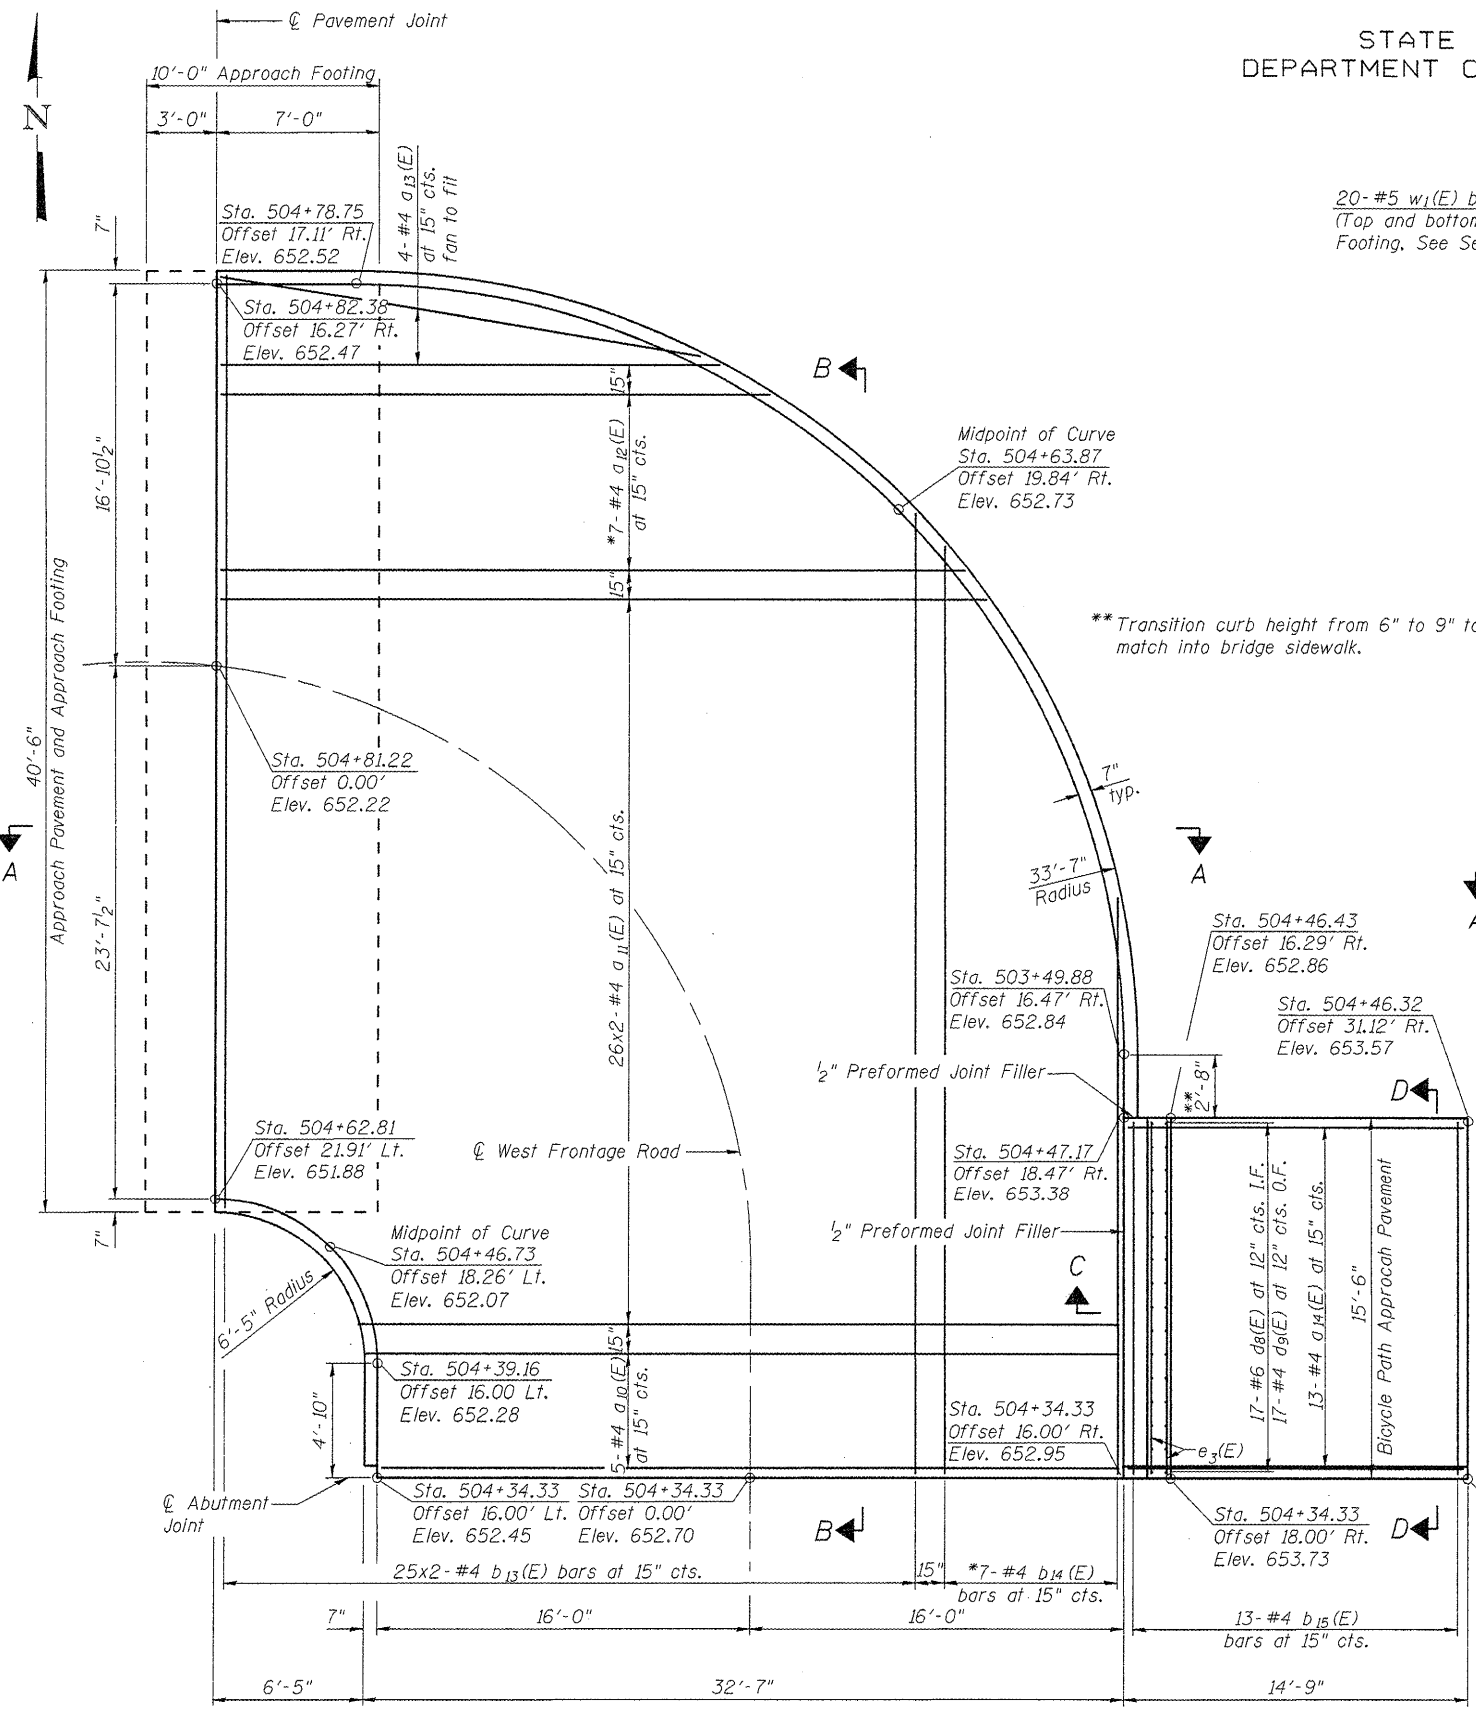 ℄ Pavement Joint
STATE
DEPARTMENT O
10'-0" Approach Footing
N
3'-0"
7'-0"
7"
4- #4 a13(E)
at 15" cts.
fan to fit
20- #5 w1(E) b
(Top and bottom
Footing. See Se
Sta. 504+78.75
Offset 17.11' Rt.
Elev. 652.52
Sta. 504+82.38
Offset 16.27' Rt.
Elev. 652.47
B
15"
*7- #4 a12(E)
at 15" cts.
15"
Midpoint of Curve
Sta. 504+63.87
Offset 19.84' Rt.
Elev. 652.73
16'-10½"
40'-6"
Approach Pavement and Approach Footing
**Transition curb height from 6" to 9" to
match into bridge sidewalk.
Sta. 504+81.22
Offset 0.00'
Elev. 652.22
7"
typ.
A
A
33'-7"
Radius
26x2- #4 a11(E) at 15" cts.
23'-7½"
Sta. 504+46.43
Offset 16.29' Rt.
Elev. 652.86
Sta. 503+49.88
Offset 16.47' Rt.
Elev. 652.84
Sta. 504+46.32
Offset 31.12' Rt.
Elev. 653.57
½" Preformed Joint Filler
**
2'-8"
D
Sta. 504+62.81
Offset 21.91' Lt.
Elev. 651.88
℄ West Frontage Road
Sta. 504+47.17
Offset 18.47' Rt.
Elev. 653.38
7"
Midpoint of Curve
Sta. 504+46.73
Offset 18.26' Lt.
Elev. 652.07
½" Preformed Joint Filler
C
6'-5" Radius
17- #6 d8(E) at 12" cts. I.F.
17- #4 d9(E) at 12" cts. O.F.
13- #4 a14(E) at 15" cts.
15'-6"
Bicycle Path Approcah Pavement
15"
5- #4 a10(E)
at 15" cts.
Sta. 504+39.16
Offset 16.00 Lt.
Elev. 652.28
4'-10"
Sta. 504+34.33
Offset 16.00' Rt.
Elev. 652.95
e3(E)
℄ Abutment
Joint
Sta. 504+34.33
Offset 16.00' Lt.
Elev. 652.45
Sta. 504+34.33
Offset 0.00'
Elev. 652.70
B
Sta. 504+34.33
Offset 18.00' Rt.
Elev. 653.73
D
25x2- #4 b13(E) bars at 15" cts.
15"
*7- #4 b14(E)
bars at 15" cts.
7"
16'-0"
16'-0"
13- #4 b15(E)
bars at 15" cts.
6'-5"
32'-7"
14'-9"